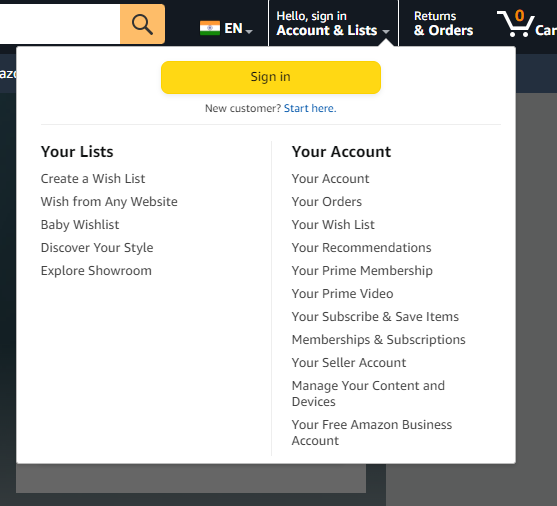 EN
Hello, sign in
Account & Lists
Returns
& Orders
0
Car
azo
Sign in
New customer? Start here.
Your Lists
Create a Wish List
Wish from Any Website
Baby Wishlist
Discover Your Style
Explore Showroom
Your Account
Your Account
Your Orders
Your Wish List
Your Recommendations
Your Prime Membership
Your Prime Video
Your Subscribe & Save Items
Memberships & Subscriptions
Your Seller Account
Manage Your Content and
Devices
Your Free Amazon Business
Account